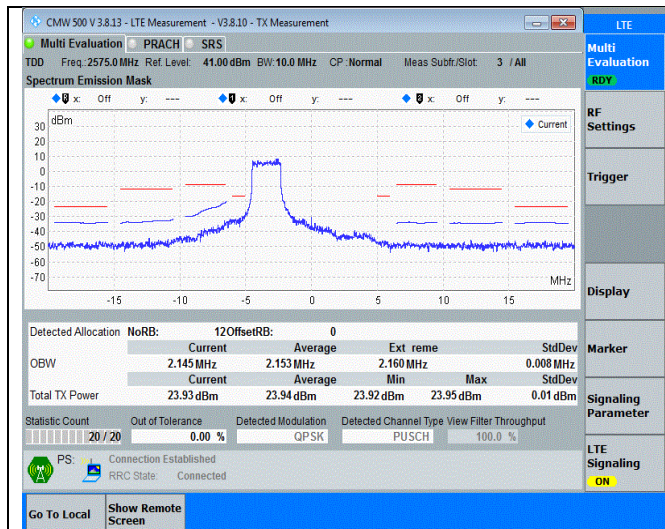 CMW 500 V 3.8.13 - LTE Measurement - V3.8.10 - TX Measurement
LTE
Multi Evaluation PRACH SRS
TDD Freq.:2575.0 MHz Ref. Level: 41.00 dBm BW:10.0 MHz CP :Normal Meas Subfr./Slot: 3 / All
Spectrum Emission Mask
0 x: Off y: --- 1 x: Off y: --- 0 x: Off y: ---
dBm
Current
30
20
10
0
-10
-20
-30
-40
-50
-60
-70
MHz
-15 -10 -5 0 5 10 15
Detected Allocation NoRB: 12OffsetRB: 0
Current Average Ext reme StdDev
OBW 2.145 MHz 2.153 MHz 2.160 MHz 0.008 MHz
Current Average Min Max StdDev
Total TX Power 23.93 dBm 23.94 dBm 23.92 dBm 23.95 dBm 0.01 dBm
Statistic Count Out of Tolerance Detected Modulation Detected Channel Type View Filter Throughput
20 / 20 0.00 % QPSK PUSCH 100.0 %
PS: Connection Established
RRC State: Connected
Multi
Evaluation
RDY
RF
Settings
Trigger
Display
Marker
Signaling
Parameter
LTE
Signaling
ON
Go To Local
Show Remote
Screen